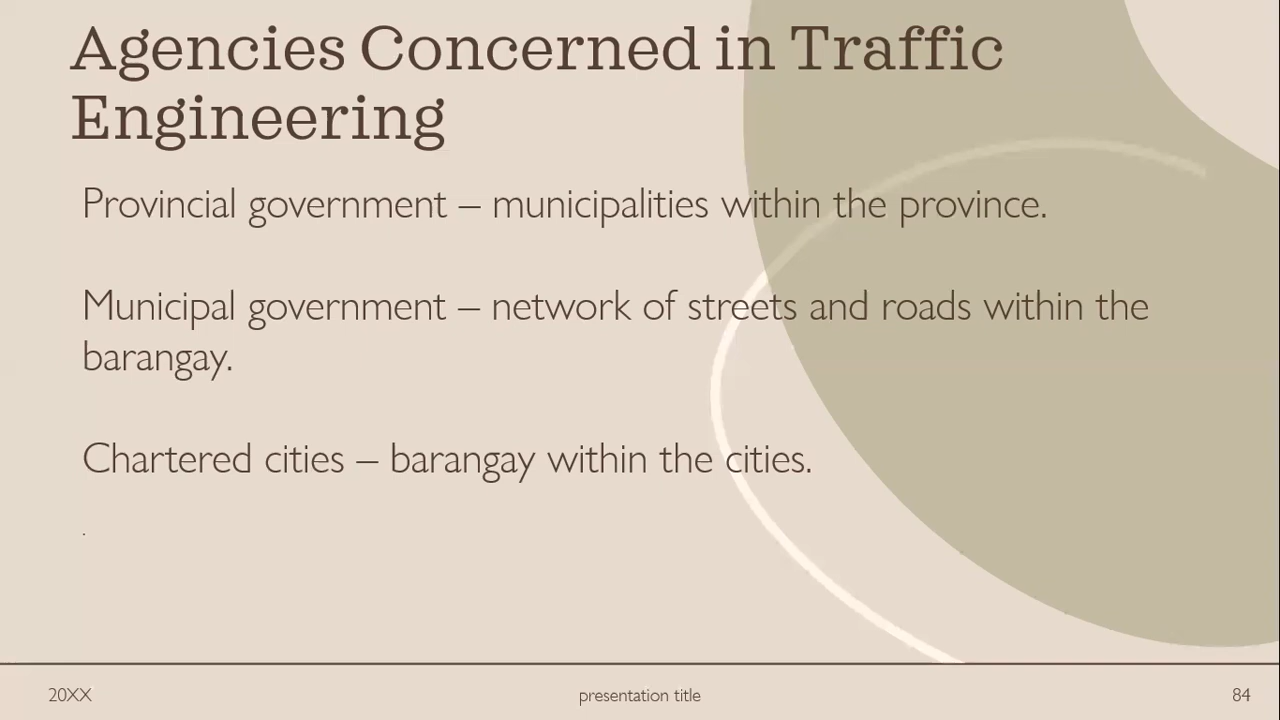 Agencies Concerned in Traffic
Engineering
Provincial government – municipalities within the province.
Municipal government – network of streets and roads within the
barangay.
Chartered cities – barangay within the cities.
.
20XX
presentation title
84